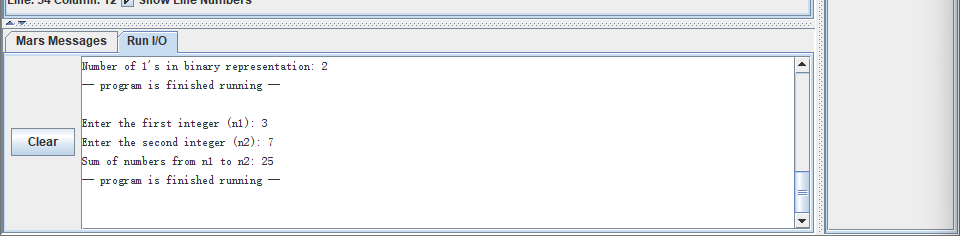 Line: 54 Column: 12 Show Line Numbers
Mars Messages Run I/O
Number of 1's in binary representation: 2
— program is finished running —
Enter the first integer (n1): 3
Clear
Enter the second integer (n2): 7
Sum of numbers from n1 to n2: 25
— program is finished running —